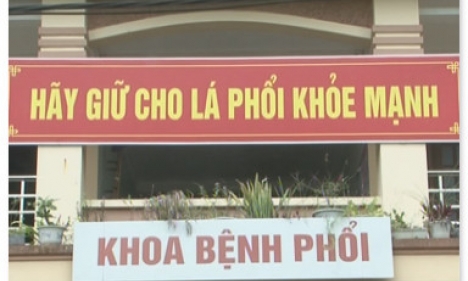 HÃY GIỮ CHO LÁ PHỔI KHỎE MẠNH
KHOA BỆNH PHỔI